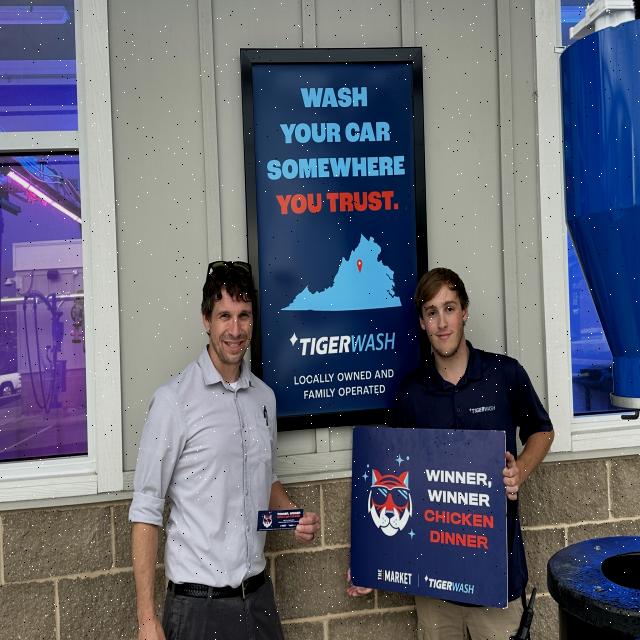 WASH
YOUR CAR
SOMEWHERE
YOU TRUST.
TIGERWASH
LOCALLY OWNED AND
FAMILY OPERATED
TIGERWASH
WINNER,
WINNER
CHICKEN
DINNER
THE MARKET
TIGERWASH